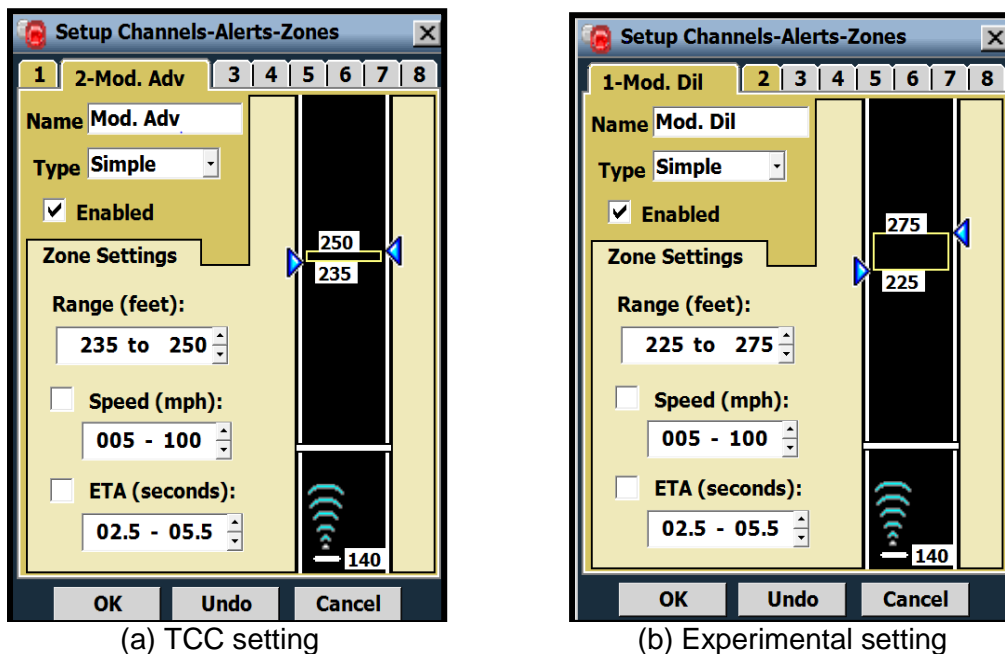 Setup Channels-Alerts-Zones
1 2-Mod. Adv 3 4 5 6 7 8
Name Mod. Adv
Type Simple
Enabled
250
235
Zone Settings
Range (feet):
235 to 250
Speed (mph):
005 - 100
ETA (seconds):
02.5 - 05.5
140
OK Undo Cancel
(a) TCC setting
Setup Channels-Alerts-Zones
1-Mod. Dil 2 3 4 5 6 7 8
Name Mod. Dil
Type Simple
Enabled
275
225
Zone Settings
Range (feet):
225 to 275
Speed (mph):
005 - 100
ETA (seconds):
02.5 - 05.5
140
OK Undo Cancel
(b) Experimental setting